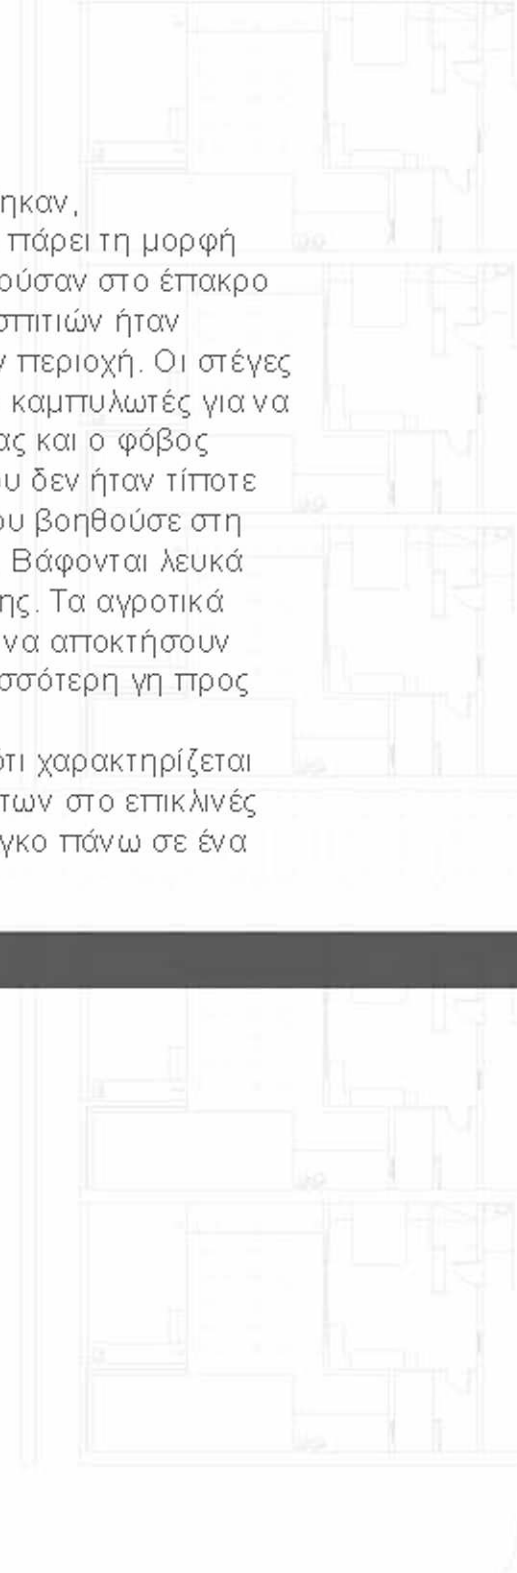 ηκαν,
πάρει τη μορφή
ούσαν στο έπακρο
σπιτιών ήταν
ν περιοχή. Οι στέγες
καμπυλωτές για να
ας και ο φόβος
υ δεν ήταν τίποτε
ου βοηθούσε στη
Βάφονται λευκά
ης. Τα αγροτικά
να αποκτήσουν
σσότερη γη προς
ότι χαρακτηρίζεται
των στο επικλινές
γκο πάνω σε ένα